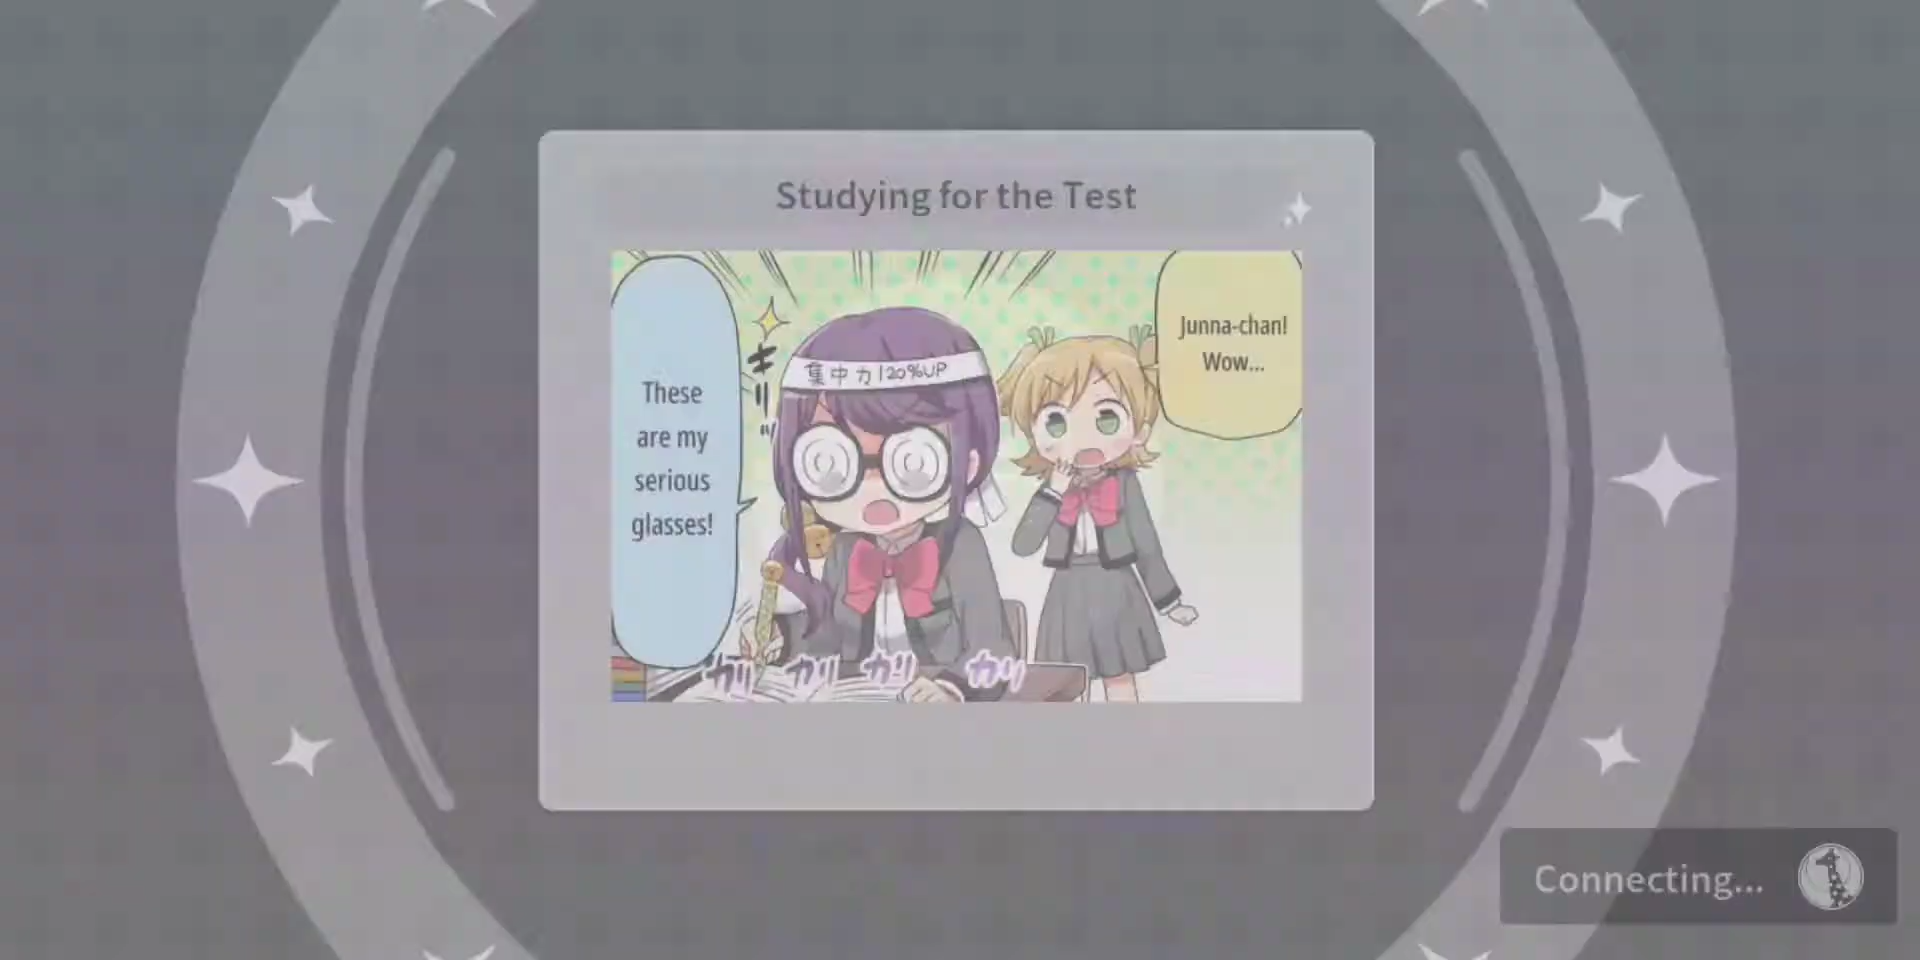 Studying for the Test
These
are my
serious
glasses!
Junna-chan!
Wow...
キリッ
集中力120%UP
カリ カリ カリ カリ
Connecting...